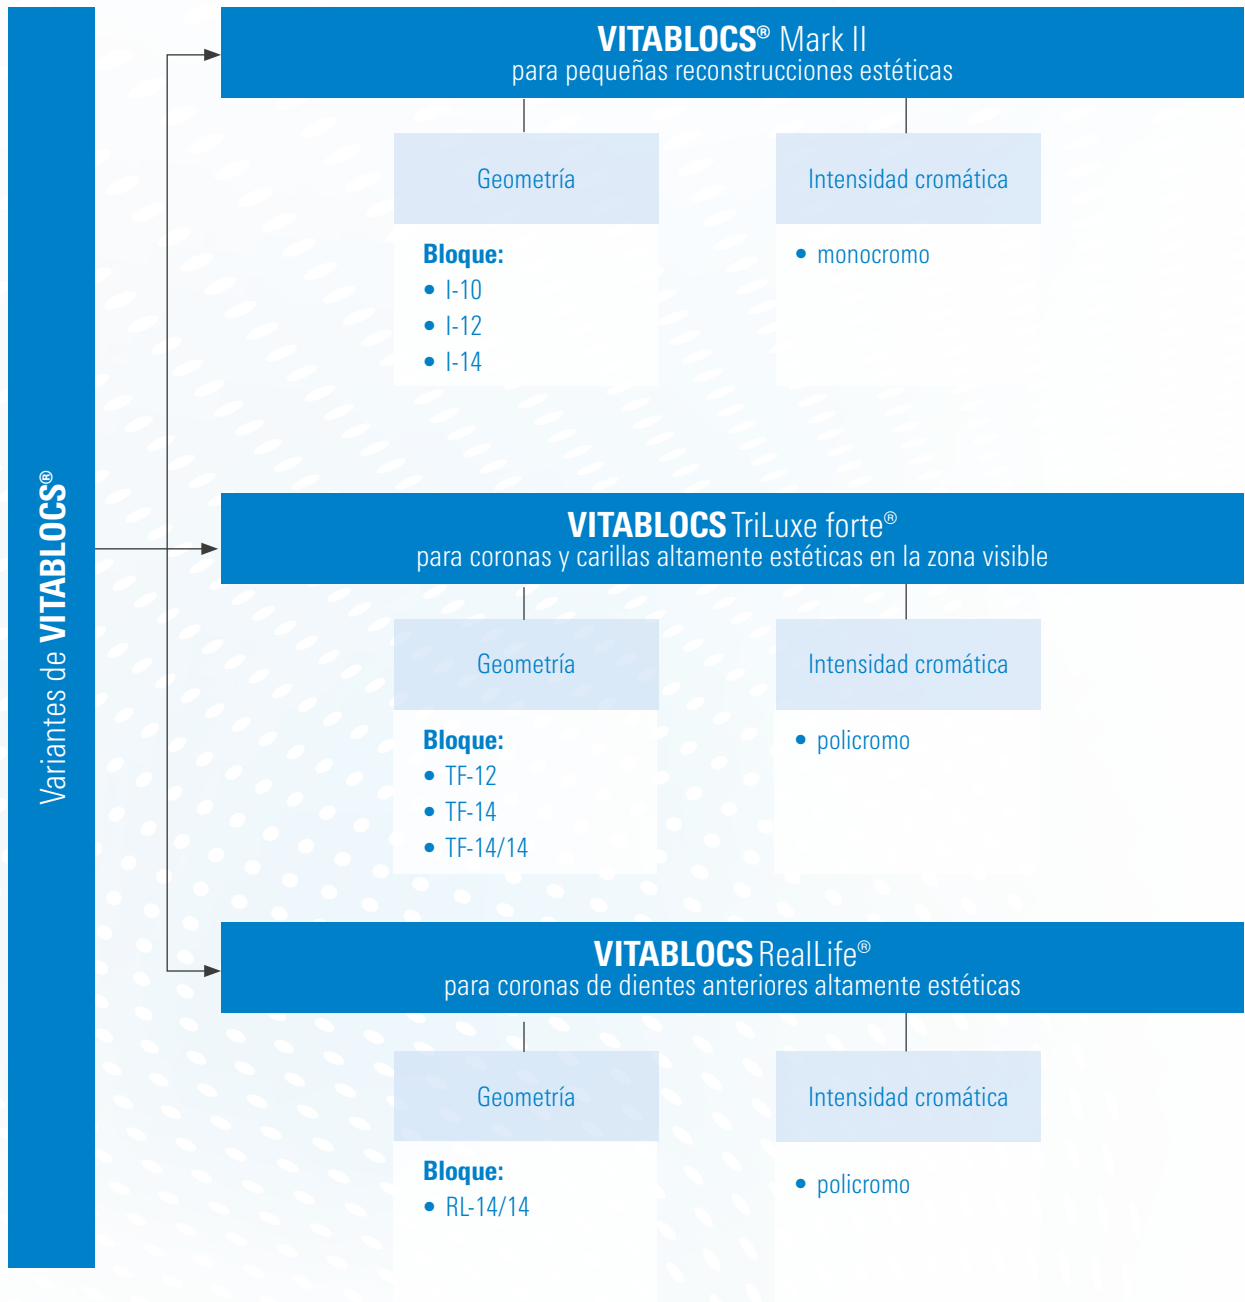 Variantes de VITABLOCS®
VITABLOCS® Mark II
para pequeñas reconstrucciones estéticas
Geometría
Bloque:
• I-10
• I-12
• I-14
Intensidad cromática
• monocromo
VITABLOCS TriLuxe forte®
para coronas y carillas altamente estéticas en la zona visible
Geometría
Bloque:
• TF-12
• TF-14
• TF-14/14
Intensidad cromática
• policromo
VITABLOCS RealLife®
para coronas de dientes anteriores altamente estéticas
Geometría
Bloque:
• RL-14/14
Intensidad cromática
• policromo